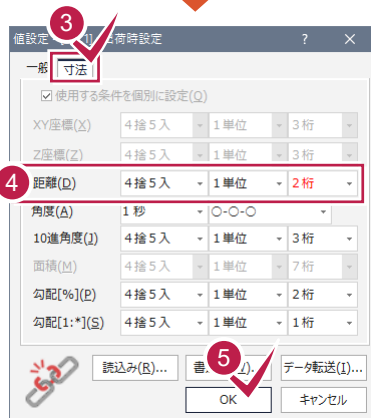 3
値設定 荷時設定 ? ×
一般 寸法
使用する条件を個別に設定(O)
XY座標(X) 4捨5入 1単位 3桁
Z座標(Z) 4捨5入 1単位 3桁
4 距離(D) 4捨5入 1単位 2桁
角度(A) 1秒 O-O-O
10進角度(J) 4捨5入 1単位 3桁
面積(M) 4捨5入 1単位 7桁
勾配[%](P) 4捨5入 1単位 2桁
勾配[1:*](S) 4捨5入 1単位 1桁
5
読込み(R)... データ転送(I)...
OK キャンセル